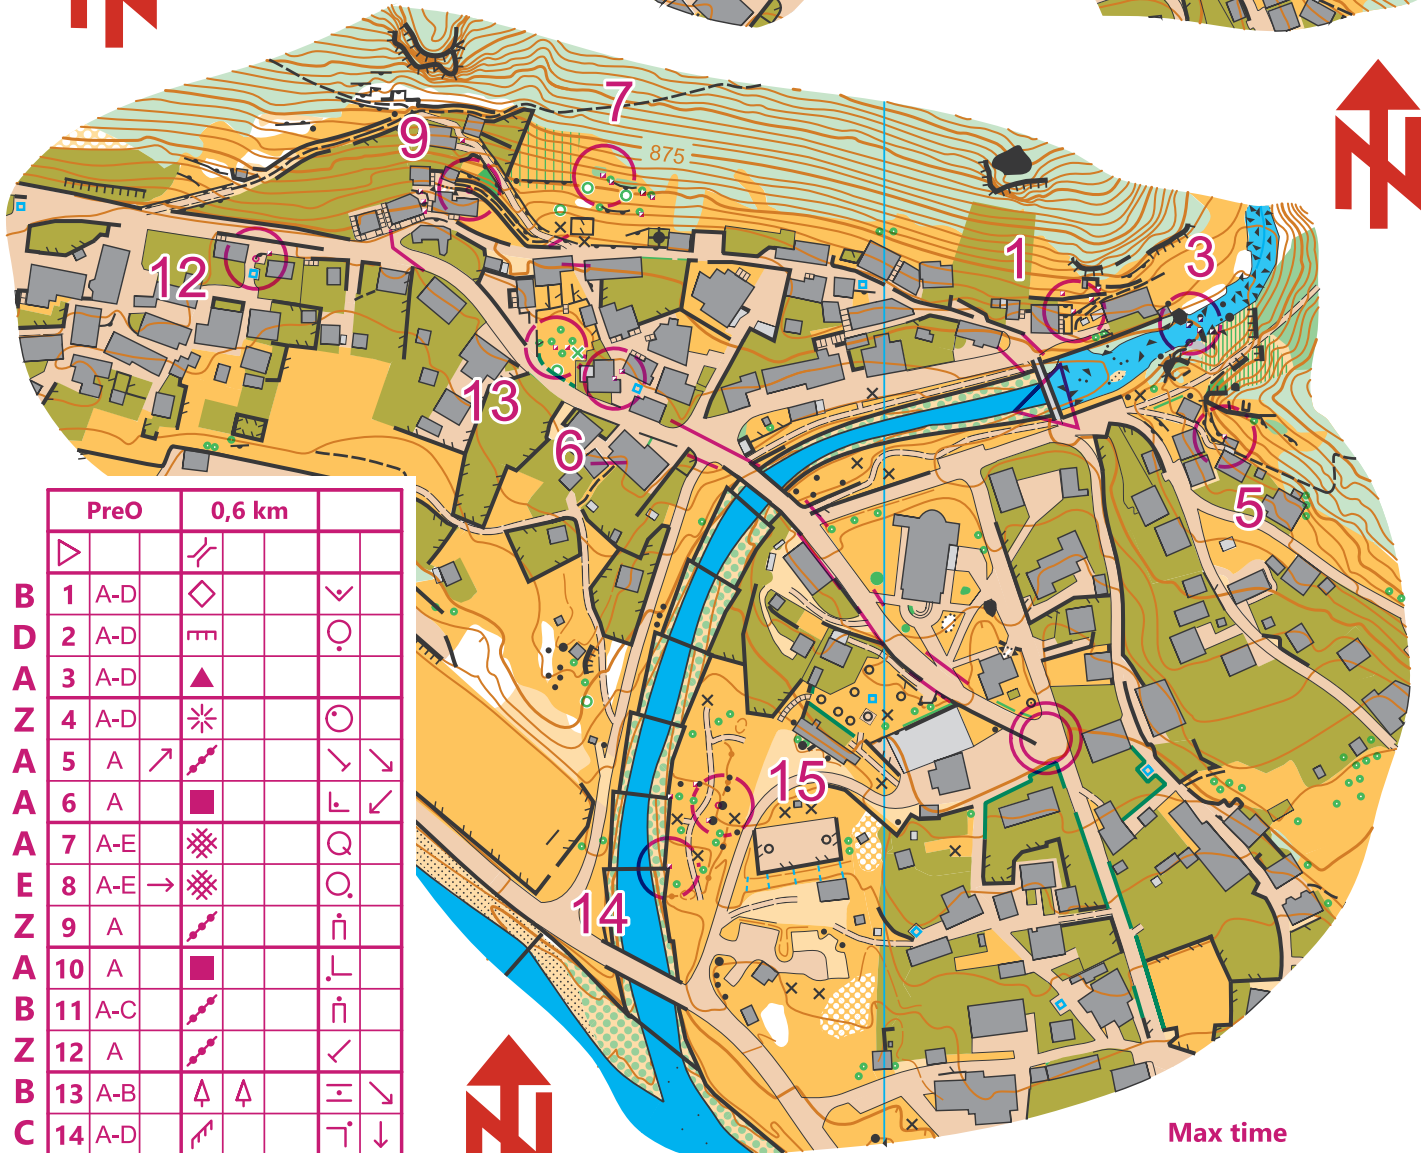 N
7
N
9
875
1
3
12
13
6
5
PreO 0,6 km
B 1 A-D
D 2 A-D
A 3 A-D
Z 4 A-D
A 5 A
A 6 A
A 7 A-E
E 8 A-E
Z 9 A
A 10 A
B 11 A-C
Z 12 A
B 13 A-B
C 14 A-D
15
14
N
Max time